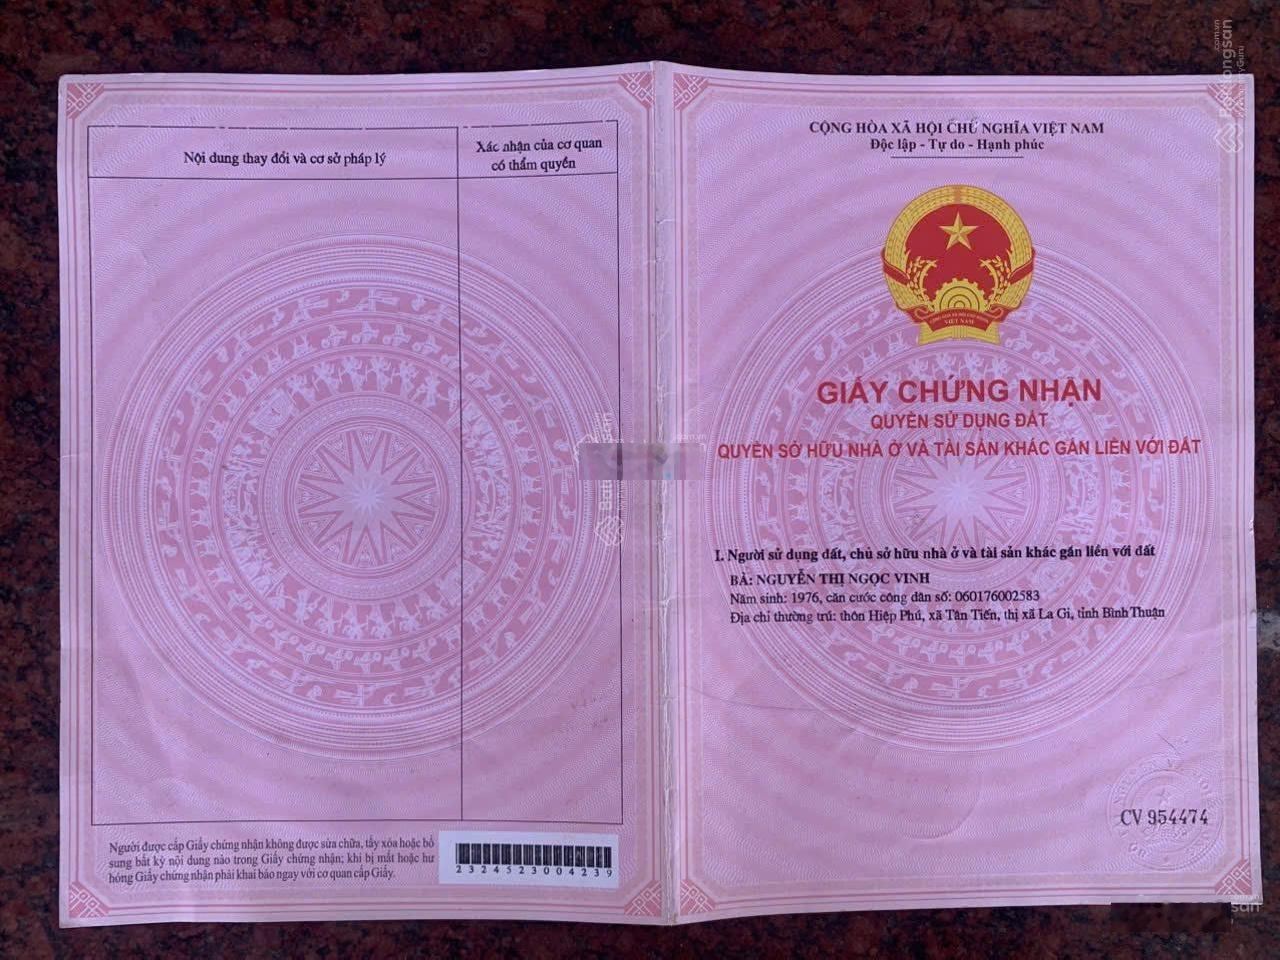 Nội dung thay đổi và cơ sở pháp lý
Xác nhận của cơ quan
có thẩm quyền
Người được cấp Giấy chứng nhận không được sửa chữa, tẩy xóa hoặc bổ
sung bất kỳ nội dung nào trong Giấy chứng nhận; khi bị mất hoặc hư
hỏng Giấy chứng nhận phải khai báo ngay với cơ quan cấp Giấy.
2324523004239
CỘNG HÒA XÃ HỘI CHỦ NGHĨA VIỆT NAM
Độc lập - Tự do - Hạnh phúc
VIỆT NAM
GIẤY CHỨNG NHẬN
QUYỀN SỬ DỤNG ĐẤT
QUYỀN SỞ HỮU NHÀ Ở VÀ TÀI SẢN KHÁC GẮN LIỀN VỚI ĐẤT
I. Người sử dụng đất, chủ sở hữu nhà ở và tài sản khác gắn liền với đất
BÀ: NGUYỄN THỊ NGỌC VINH
Năm sinh: 1976, căn cước công dân số: 060176002583
Địa chỉ thường trú: thôn Hiệp Phú, xã Tân Tiến, thị xã La Gi, tỉnh Bình Thuận
CV 954474
Batdongsan
.com.vn